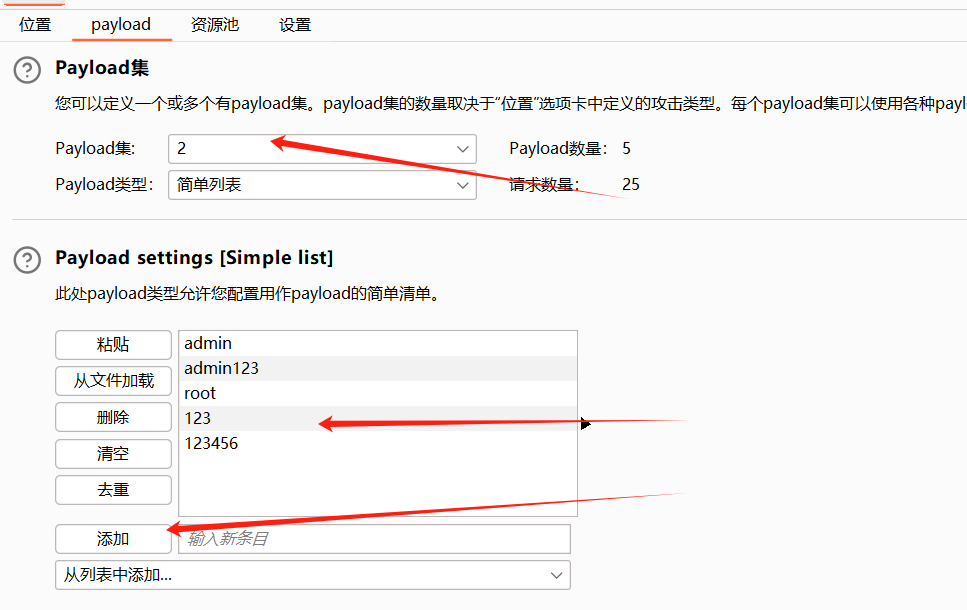 位置 payload 资源池 设置
Payload集
您可以定义一个或多个有payload集。payload集的数量取决于“位置”选项卡中定义的攻击类型。每个payload集可以使用各种payl
Payload集: 2 Payload数量: 5
Payload类型: 简单列表 请求数量: 25
Payload settings [Simple list]
此处payload类型允许您配置用作payload的简单清单。
粘贴 admin
从文件加载 admin123
删除 root
清空 123
去重 123456
添加 输入新条目
从列表中添加...